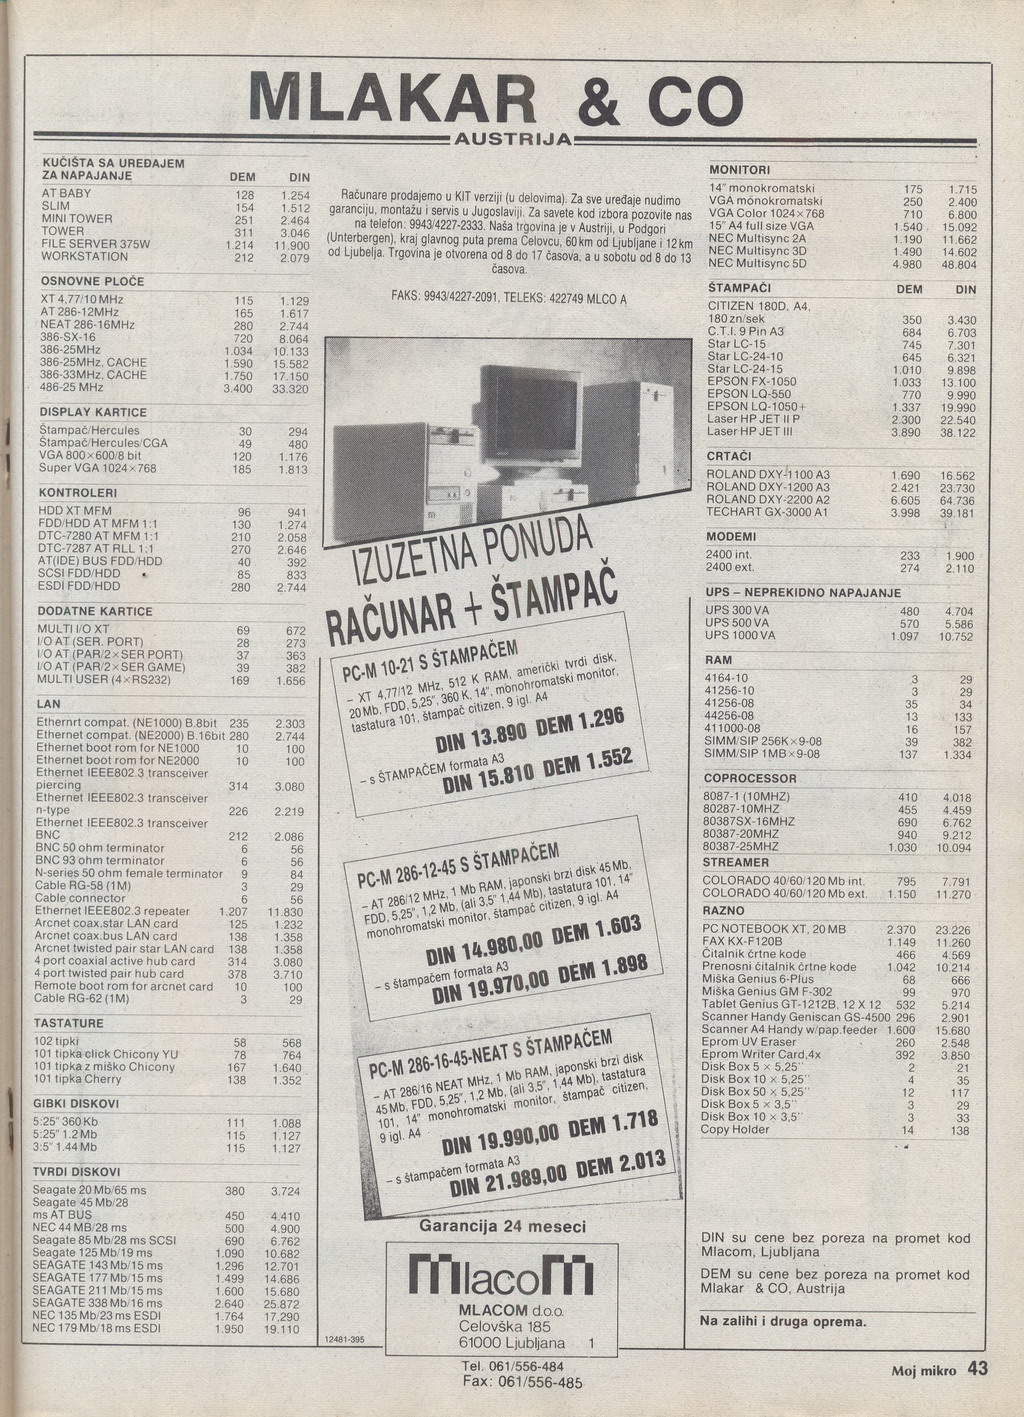 MLAKAR & CO
AUSTRIJA
KUĆIŠTA SA UREĐAJEM
ZA NAPAJANJE DEM DIN
AT BABY 128 1.254
SLIM 154 1.512
MINI TOWER 251 2.464
TOWER 311 3.046
FILE SERVER 375W 1.214 11.900
WORKSTATION 212 2.079
OSNOVNE PLOČE
XT 4,77/10 MHz 115 1.129
AT 286-12MHz 165 1.617
NEAT 286-16MHz 280 2.744
386-SX-16 720 8.064
386-25MHz 1.034 10.133
386-25MHz, CACHE 1.590 15.582
386-33MHz, CACHE 1.750 17.150
486-25 MHz 3.400 33.320
DISPLAY KARTICE
Štampač/Hercules 30 294
Štampač/Hercules/CGA 49 480
VGA 800×600/8 bit 120 1.176
Super VGA 1024×768 185 1.813
KONTROLERI
HDD XT MFM 96 941
FDD/HDD AT MFM 1:1 130 1.274
DTC-7280 AT MFM 1:1 210 2.058
DTC-7287 AT RLL 1:1 270 2.646
AT(IDE) BUS FDD/HDD 40 392
SCSI FDD/HDD 85 833
ESDI FDD/HDD 280 2.744
DODATNE KARTICE
MULTI I/O XT 69 672
I/O AT (SER. PORT) 28 273
I/O AT (PAR/2×SER PORT) 37 363
I/O AT (PAR/2×SER GAME) 39 382
MULTI USER (4×RS232) 169 1.656
LAN
Ethernrt compat. (NE1000) B.8bit 235 2.303
Ethernet compat. (NE2000) B.16bit 280 2.744
Ethernet boot rom for NE1000 10 100
Ethernet boot rom for NE2000 10 100
Ethernet IEEE802.3 transceiver
piercing 314 3.080
Ethernet IEEE802.3 transceiver
n-type 226 2.219
Ethernet IEEE802.3 transceiver
BNC 212 2.086
BNC 50 ohm terminator 6 56
BNC 93 ohm terminator 6 56
N-series 50 ohm female terminator 9 84
Cable RG-58 (1M) 3 29
Cable connector 6 56
Ethernet IEEE802.3 repeater 1.207 11.830
Arcnet coax.star LAN card 125 1.232
Arcnet coax.bus LAN card 138 1.358
Arcnet twisted pair star LAN card 138 1.358
4 port coaxial active hub card 314 3.080
4 port twisted pair hub card 378 3.710
Remote boot rom for arcnet card 10 100
Cable RG-62 (1M) 3 29
TASTATURE
102 tipki 58 568
101 tipka click Chicony YU 78 764
101 tipka z miško Chicony 167 1.640
101 tipka Cherry 138 1.352
GIBKI DISKOVI
5:25" 360 Kb 111 1.088
5:25" 1.2 Mb 115 1.127
3:5" 1.44 Mb 115 1.127
TVRDI DISKOVI
Seagate 20 Mb/65 ms 380 3.724
Seagate 45 Mb/28
ms AT BUS 450 4.410
NEC 44 MB/28 ms 500 4.900
Seagate 85 Mb/28 ms SCSI 690 6.762
Seagate 125 Mb/19 ms 1.090 10.682
SEAGATE 143 Mb/15 ms 1.296 12.701
SEAGATE 177 Mb/15 ms 1.499 14.686
SEAGATE 211 Mb/15 ms 1.600 15.680
SEAGATE 338 Mb/16 ms 2.640 25.872
NEC 135 Mb/23 ms ESDI 1.764 17.290
NEC 179 Mb/18 ms ESDI 1.950 19.110
Računare prodajemo u KIT verziji (u delovima). Za sve uređaje nudimo
garanciju, montažu i servis u Jugoslaviji. Za savete kod izbora pozovite nas
na telefon: 9943/4227-2333. Naša trgovina je v Austriji, u Podgori
(Unterbergen), kraj glavnog puta prema Celovcu, 60 km od Ljubljane i 12 km
od Ljubelja. Trgovina je otvorena od 8 do 17 časova, a u sobotu od 8 do 13
časova.
FAKS: 9943/4227-2091, TELEKS: 422749 MLCO A
IZUZETNA PONUDA
RAČUNAR + ŠTAMPAČ
PC-M 10-21 S ŠTAMPAČEM
– XT 4,77/12 MHz, 512 K RAM, američki tvrdi disk,
20 Mb, FDD, 5,25", 360 K, 14", monohromatski monitor,
tastatura 101, štampač citizen, 9 igl. A4
DIN 13.890 DEM 1.296
– s ŠTAMPAČEM formata A3
DIN 15.810 DEM 1.552
PC-M 286-12-45 S ŠTAMPAČEM
– AT 286/12 MHz, 1 Mb RAM, japonski brzi disk 45 Mb,
FDD, 5,25", 1,2 Mb, (ali 3,5" 1,44 Mb), tastatura 101, 14"
monohromatski monitor, štampač citizen, 9 igl. A4
DIN 14.980,00 DEM 1.603
– s štampačem formata A3
DIN 19.970,00 DEM 1.898
PC-M 286-16-45-NEAT S ŠTAMPAČEM
– AT 286/16 NEAT MHz, 1 Mb RAM, japonski brzi disk
45 Mb, FDD, 5,25", 1,2 Mb, (ali 3,5", 1,44 Mb), tastatura
101, 14" monohromatski monitor, štampač citizen,
9 igl. A4
DIN 19.990,00 DEM 1.718
– s štampačem formata A3
DIN 21.989,00 DEM 2.013
Garancija 24 meseci
mlacom
MLACOM d.o.o.
Celovška 185
61000 Ljubljana 1
12481-395
Tel. 061/556-484
Fax: 061/556-485
MONITORI
14" monokromatski 175 1.715
VGA monokromatski 250 2.400
VGA Color 1024×768 710 6.800
15" A4 full size VGA 1.540 15.092
NEC Multisync 2A 1.190 11.662
NEC Multisync 3D 1.490 14.602
NEC Multisync 5D 4.980 48.804
ŠTAMPAČI DEM DIN
CITIZEN 180D, A4,
180 zn/sek 350 3.430
C.T.I. 9 Pin A3 684 6.703
Star LC-15 745 7.301
Star LC-24-10 645 6.321
Star LC-24-15 1.010 9.898
EPSON FX-1050 1.033 13.100
EPSON LQ-550 770 9.990
EPSON LQ-1050+ 1.337 19.990
Laser HP JET II P 2.300 22.540
Laser HP JET III 3.890 38.122
CRTAČI
ROLAND DXY-1100 A3 1.690 16.562
ROLAND DXY-1200 A3 2.421 23.730
ROLAND DXY-2200 A2 6.605 64.736
TECHART GX-3000 A1 3.998 39.181
MODEMI
2400 int. 233 1.900
2400 ext. 274 2.110
UPS – NEPREKIDNO NAPAJANJE
UPS 300 VA 480 4.704
UPS 500 VA 570 5.586
UPS 1000 VA 1.097 10.752
RAM
4164-10 3 29
41256-10 3 29
41256-08 35 34
44256-08 13 133
411000-08 16 157
SIMM/SIP 256K×9-08 39 382
SIMM/SIP 1MB×9-08 137 1.334
COPROCESSOR
8087-1 (10MHZ) 410 4.018
80287-10MHZ 455 4.459
80387SX-16MHZ 690 6.762
80387-20MHZ 940 9.212
80387-25MHZ 1.030 10.094
STREAMER
COLORADO 40/60/120 Mb int. 795 7.791
COLORADO 40/60/120 Mb ext. 1.150 11.270
RAZNO
PC NOTEBOOK XT, 20 MB 2.370 23.226
FAX KX-F120B 1.149 11.260
Čitalnik črtne kode 466 4.569
Prenosni čitalnik črtne kode 1.042 10.214
Miška Genius 6-Plus 68 666
Miška Genius GM F-302 99 970
Tablet Genius GT-1212B, 12 X 12 532 5.214
Scanner Handy Geniscan GS-4500 296 2.901
Scanner A4 Handy w/pap.feeder 1.600 15.680
Eprom UV Eraser 260 2.548
Eprom Writer Card,4x 392 3.850
Disk Box 5 × 5,25" 2 21
Disk Box 10 × 5,25" 4 35
Disk Box 50 × 5,25" 12 117
Disk Box 5 × 3,5" 3 29
Disk Box 10 × 3,5" 3 33
Copy Holder 14 138
DIN su cene bez poreza na promet kod
Mlacom, Ljubljana
DEM su cene bez poreza na promet kod
Mlakar & CO, Austrija
Na zalihi i druga oprema.
Moj mikro 43